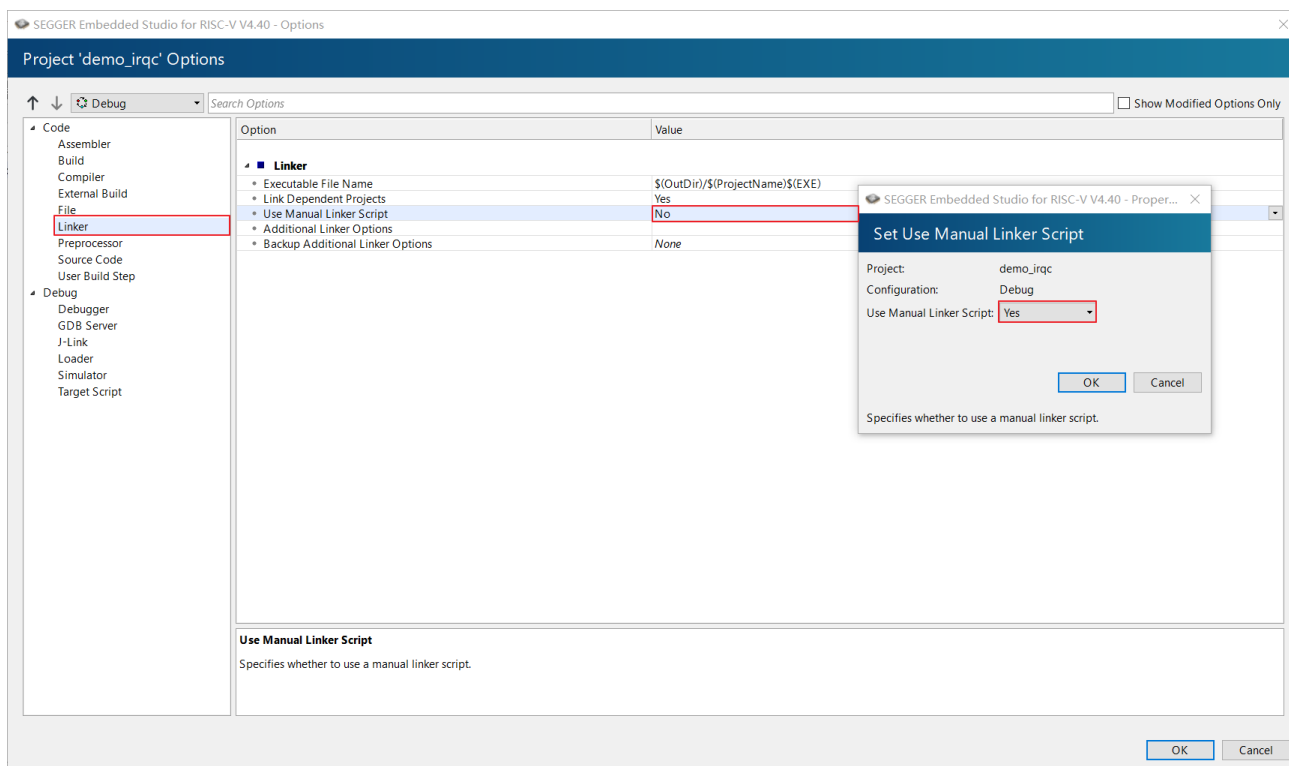 SEGGER Embedded Studio for RISC-V V4.40 - Options
Project 'demo_irqc' Options
Debug
Search Options
Show Modified Options Only
Code
Assembler
Build
Compiler
External Build
File
Linker
Preprocessor
Source Code
User Build Step
Debug
Debugger
GDB Server
J-Link
Loader
Simulator
Target Script
Option Value
Linker
Executable File Name $(OutDir)/$(ProjectName)$(EXE)
Link Dependent Projects Yes
Use Manual Linker Script No
Additional Linker Options
Backup Additional Linker Options None
SEGGER Embedded Studio for RISC-V V4.40 - Proper...
Set Use Manual Linker Script
Project: demo_irqc
Configuration: Debug
Use Manual Linker Script: Yes
OK Cancel
Specifies whether to use a manual linker script.
Use Manual Linker Script
Specifies whether to use a manual linker script.
OK Cancel